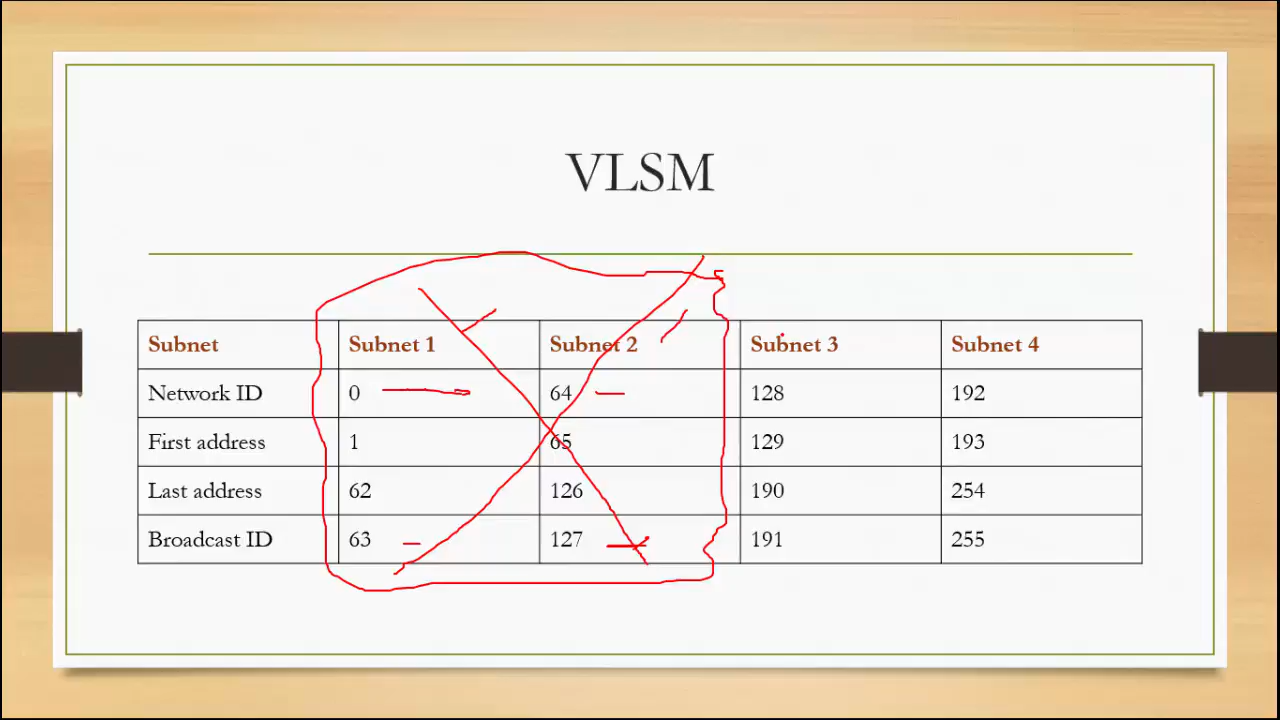 VLSM
Subnet Subnet 1 Subnet 2 Subnet 3 Subnet 4
Network ID 0 64 128 192
First address 1 65 129 193
Last address 62 126 190 254
Broadcast ID 63 127 191 255